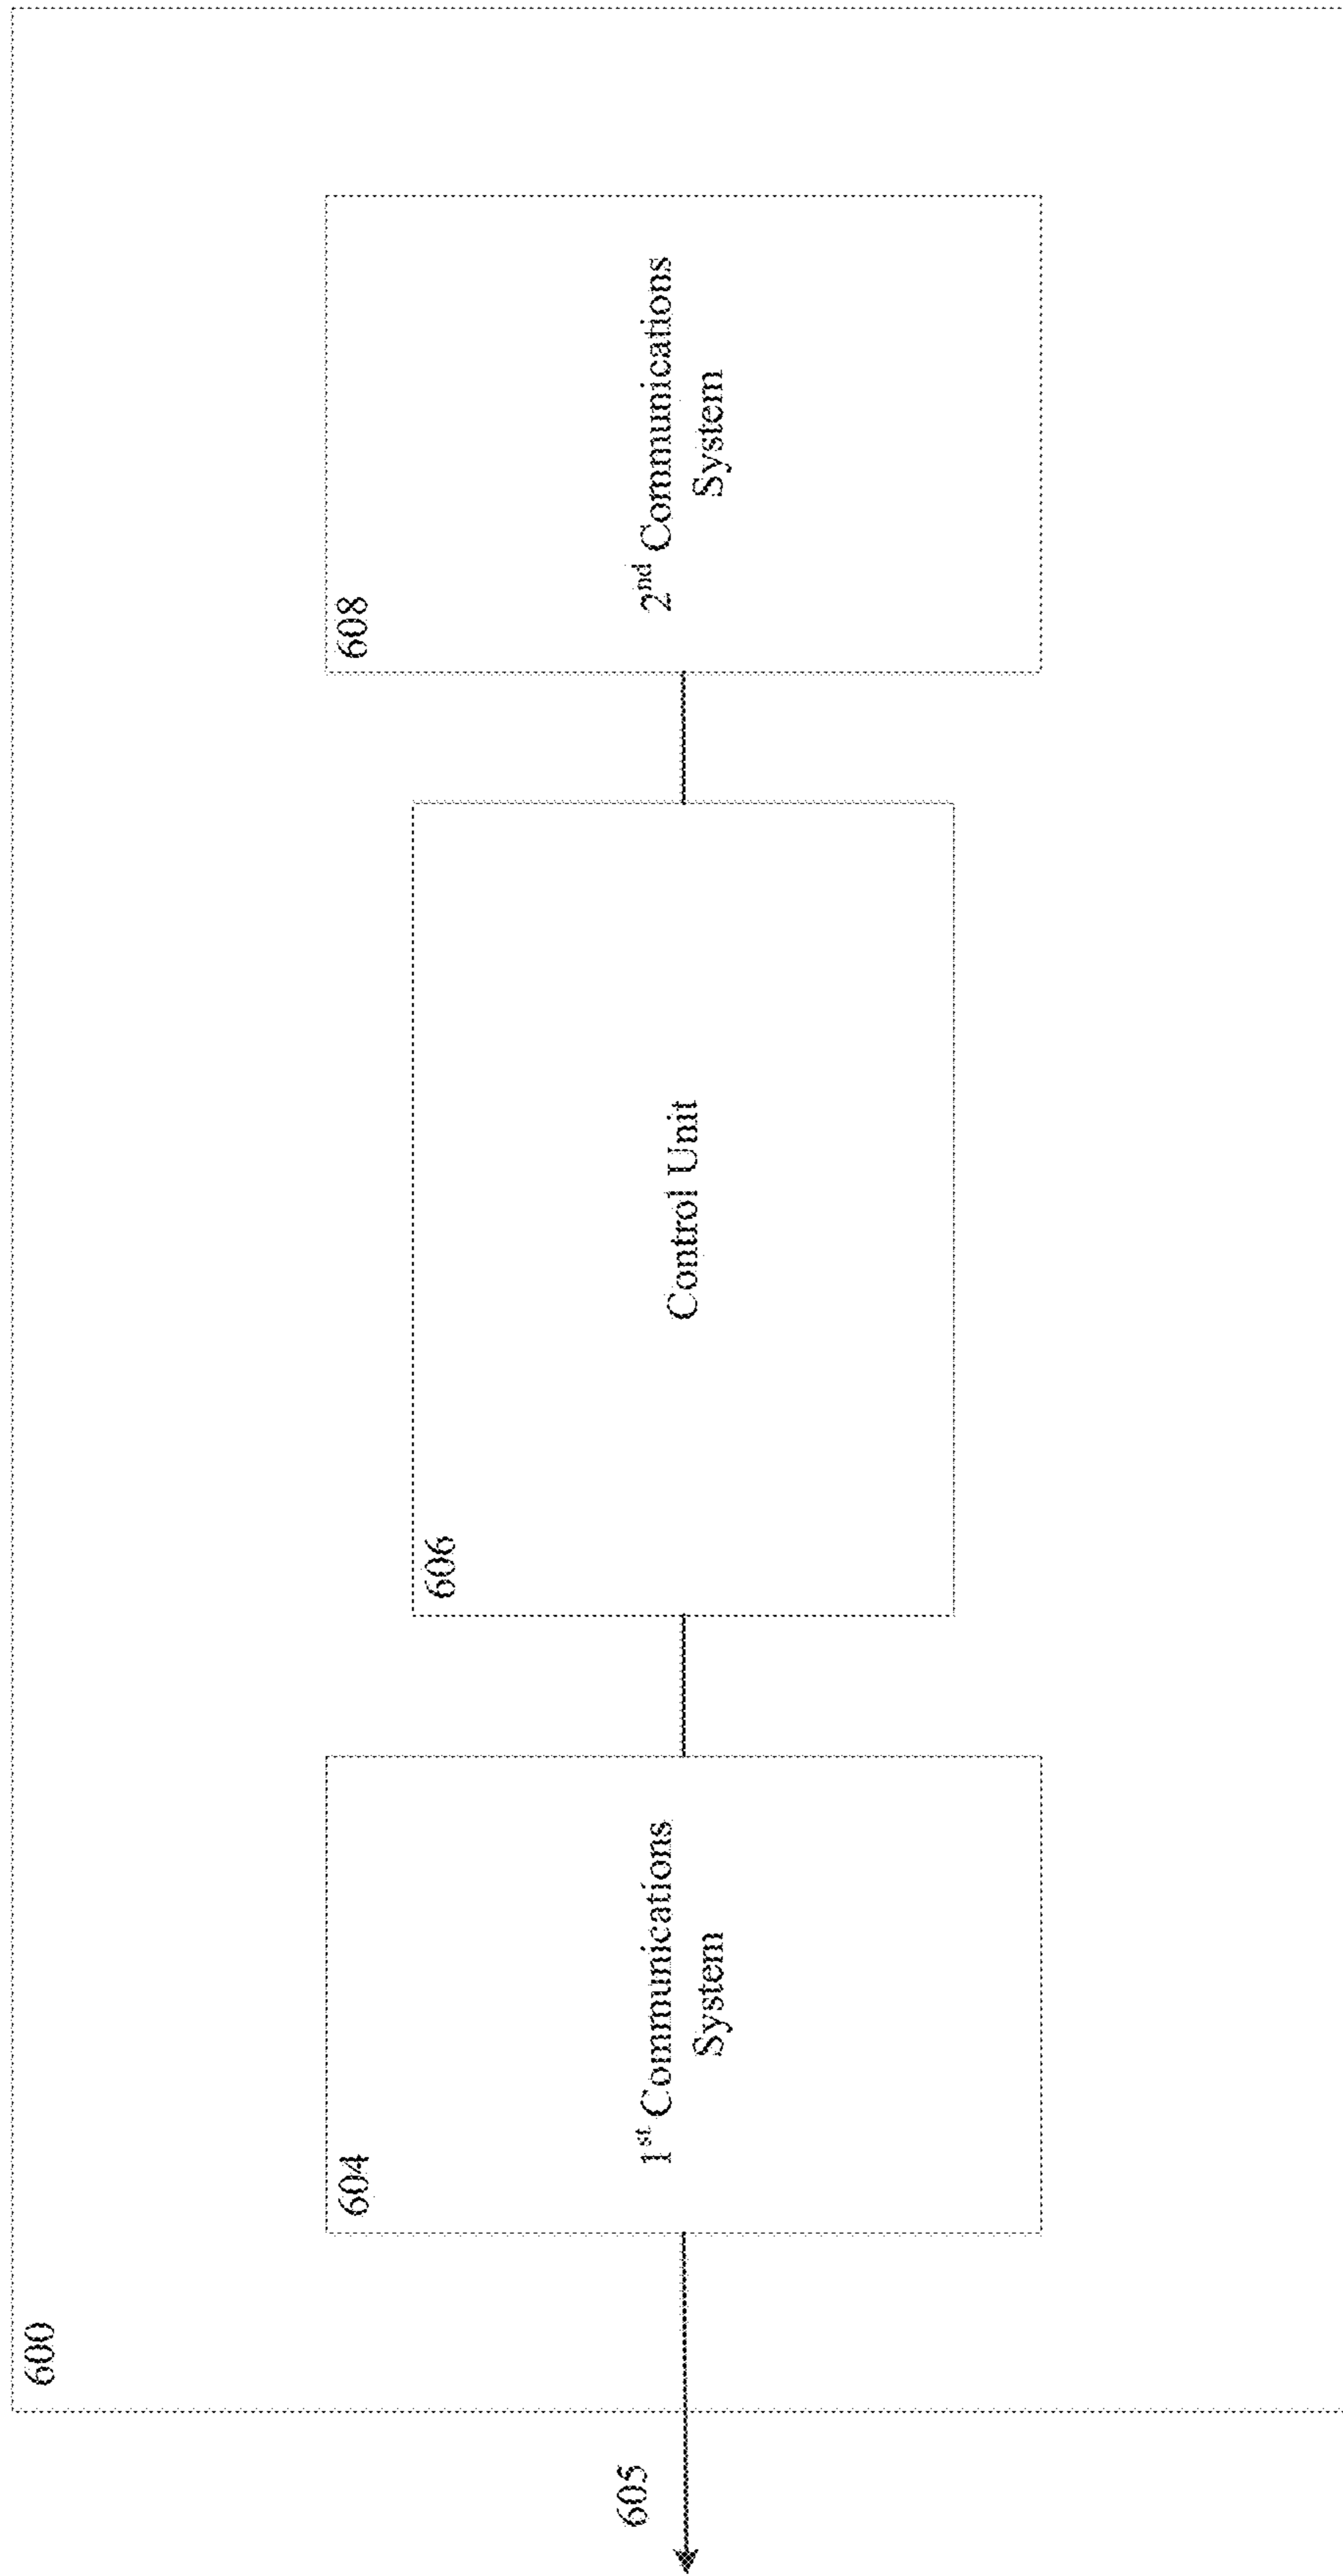 600
604
1st Communications
System
606
Control Unit
608
2nd Communications
System
605